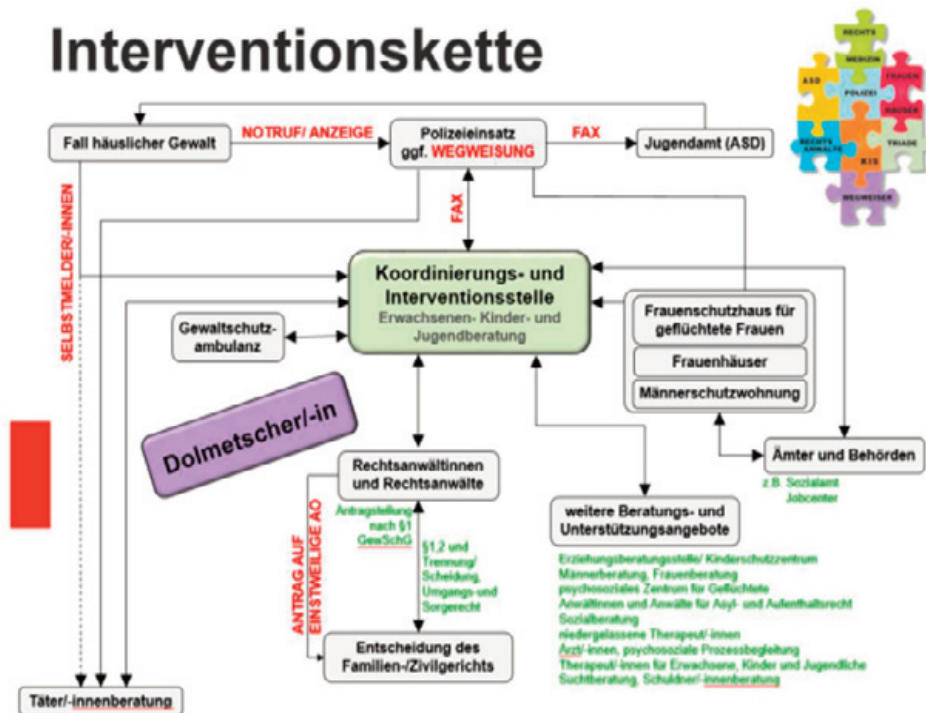 Interventionskette
RECHTS
MEDIZIN
ASD
POLIZEI
FRAUEN
HÄUSER
RECHTS
ANWÄLTE
KIS
TRIADE
WEGWEISER
Fall häuslicher Gewalt
NOTRUF/ ANZEIGE
Polizeieinsatz
ggf. WEGWEISUNG
FAX
Jugendamt (ASD)
SELBSTMELDER/-INNEN
FAX
Koordinierungs- und
Interventionsstelle
Erwachsenen- Kinder- und
Jugendberatung
Gewaltschutz-
ambulanz
Frauenschutzhaus für
geflüchtete Frauen
Frauenhäuser
Männerschutzwohnung
Dolmetscher/-in
Rechtsanwältinnen
und Rechtsanwälte
Ämter und Behörden
z.B. Sozialamt
Jobcenter
Antragstellung
nach §1
GewSchG
§1,2 und
Trennung/
Scheidung,
Umgangs-und
Sorgerecht
ANTRAG AUF
EINSTWEILIGE AO
weitere Beratungs- und
Unterstützungsangebote
Erziehungsberatungsstelle/ Kinderschutzzentrum
Männerberatung, Frauenberatung
psychosoziales Zentrum für Geflüchtete
Anwältinnen und Anwälte für Asyl- und Aufenthaltsrecht
Sozialberatung
niedergelassene Therapeut/-innen
Arzt/-innen, psychosoziale Prozessbegleitung
Therapeut/-innen für Erwachsene, Kinder und Jugendliche
Suchtberatung, Schuldner/-innenberatung
Entscheidung des
Familien-/Zivilgerichts
Täter/-innenberatung